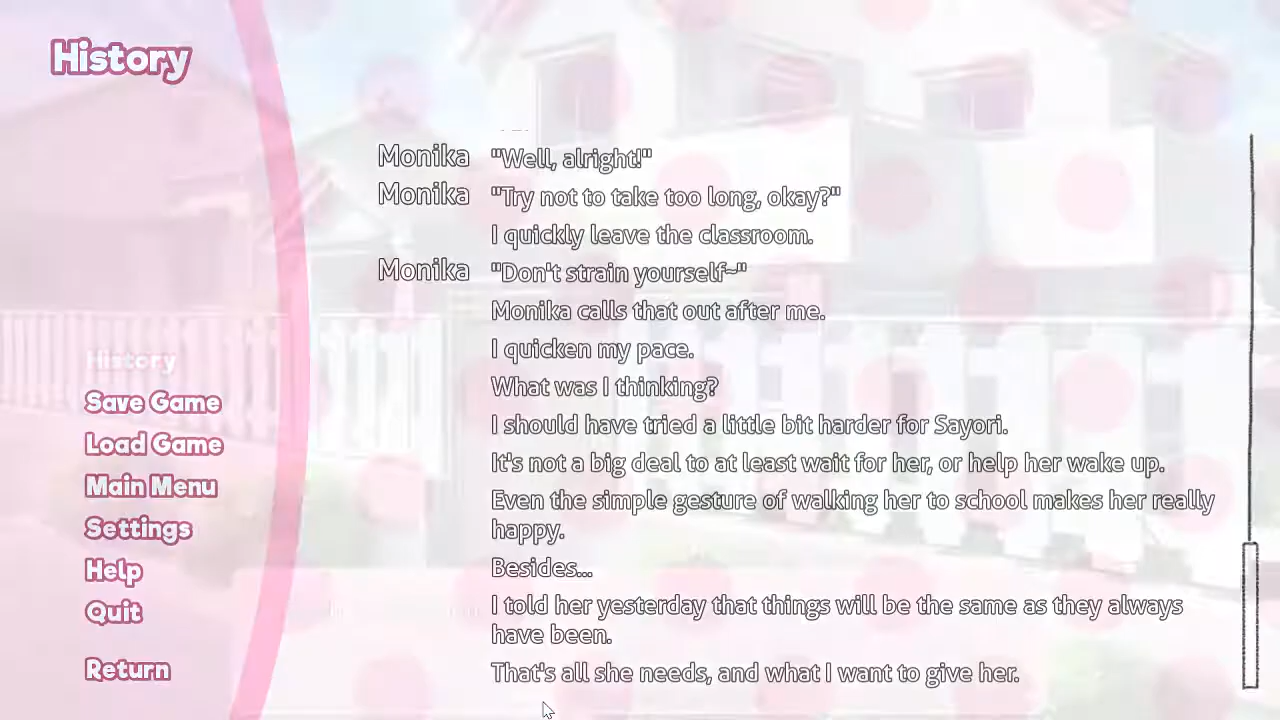 History
Monika "Well, alright!"
Monika "Try not to take too long, okay?"
I quickly leave the classroom.
Monika "Don't strain yourself~"
Monika calls that out after me.
I quicken my pace.
What was I thinking?
I should have tried a little bit harder for Sayori.
It's not a big deal to at least wait for her, or help her wake up.
Even the simple gesture of walking her to school makes her really
happy.
Besides...
I told her yesterday that things will be the same as they always
have been.
That's all she needs, and what I want to give her.
History
Save Game
Load Game
Main Menu
Settings
Help
Quit
Return